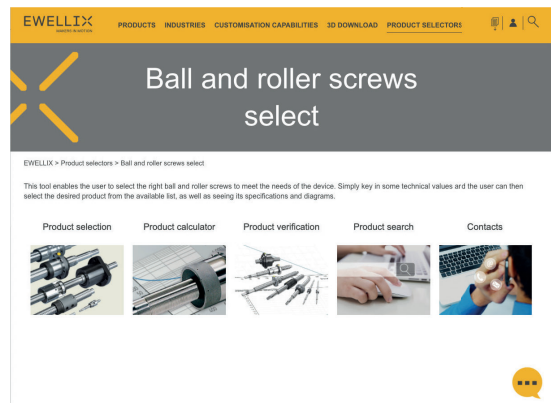 EWELLIX
MAKERS IN MOTION
PRODUCTS INDUSTRIES CUSTOMISATION CAPABILITIES 3D DOWNLOAD PRODUCT SELECTORS
Ball and roller screws
select
EWELLIX > Product selectors > Ball and roller screws select
This tool enables the user to select the right ball and roller screws to meet the needs of the device. Simply key in some technical values ard the user can then
select the desired product from the available list, as well as seeing its specifications and diagrams.
Product selection Product calculator Product verification Product search Contacts